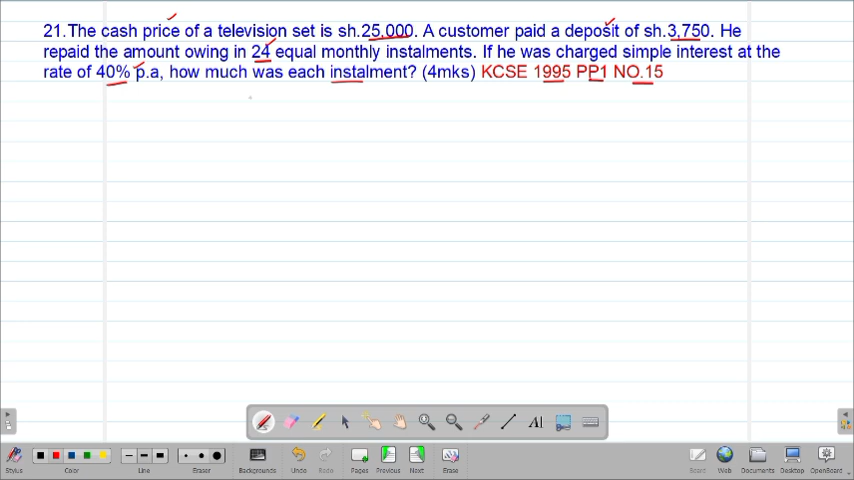 21.The cash price of a television set is sh.25,000. A customer paid a deposit of sh.3,750. He
repaid the amount owing in 24 equal monthly instalments. If he was charged simple interest at the
rate of 40% p.a, how much was each instalment? (4mks) KCSE 1995 PP1 NO.15
Stylus
Color
Line
Eraser
Backgrounds
Undo
Redo
Pages
Previous
Next
Erase
Board
Web
Documents
Desktop
OpenBoard